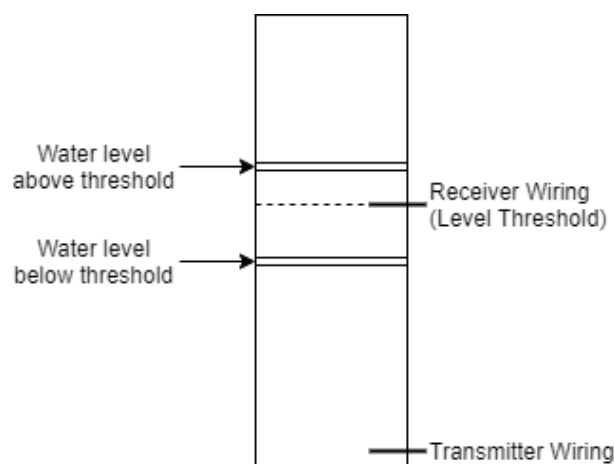 Water level
above threshold
Receiver Wiring
(Level Threshold)
Water level
below threshold
Transmitter Wiring